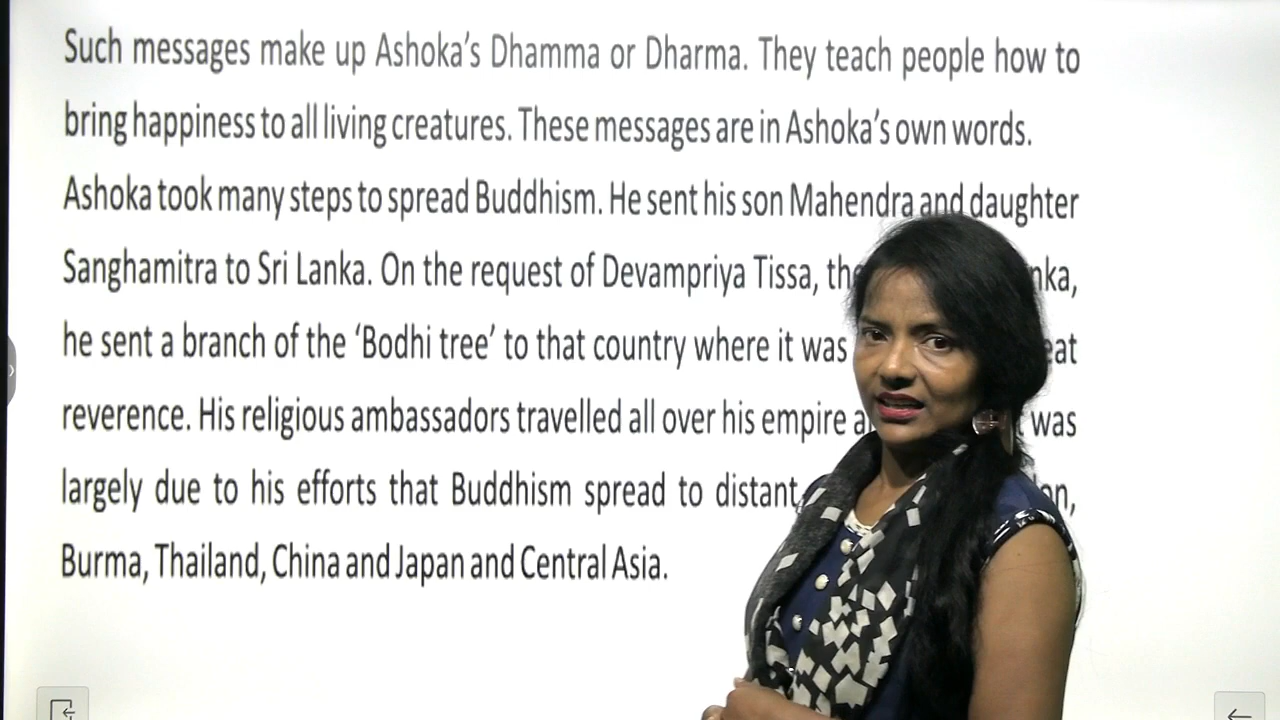 Such messages make up Ashoka's Dhamma or Dharma. They teach people how to
bring happiness to all living creatures. These messages are in Ashoka's own words.
Ashoka took many steps to spread Buddhism. He sent his son Mahendra and daughter
Sanghamitra to Sri Lanka. On the request of Devampriya Tissa,
he sent a branch of the ‘Bodhi tree’ to that country where it was
reverence. His religious ambassadors travelled all over his empire was
largely due to his efforts that Buddhism spread to distant
Burma, Thailand, China and Japan and Central Asia.